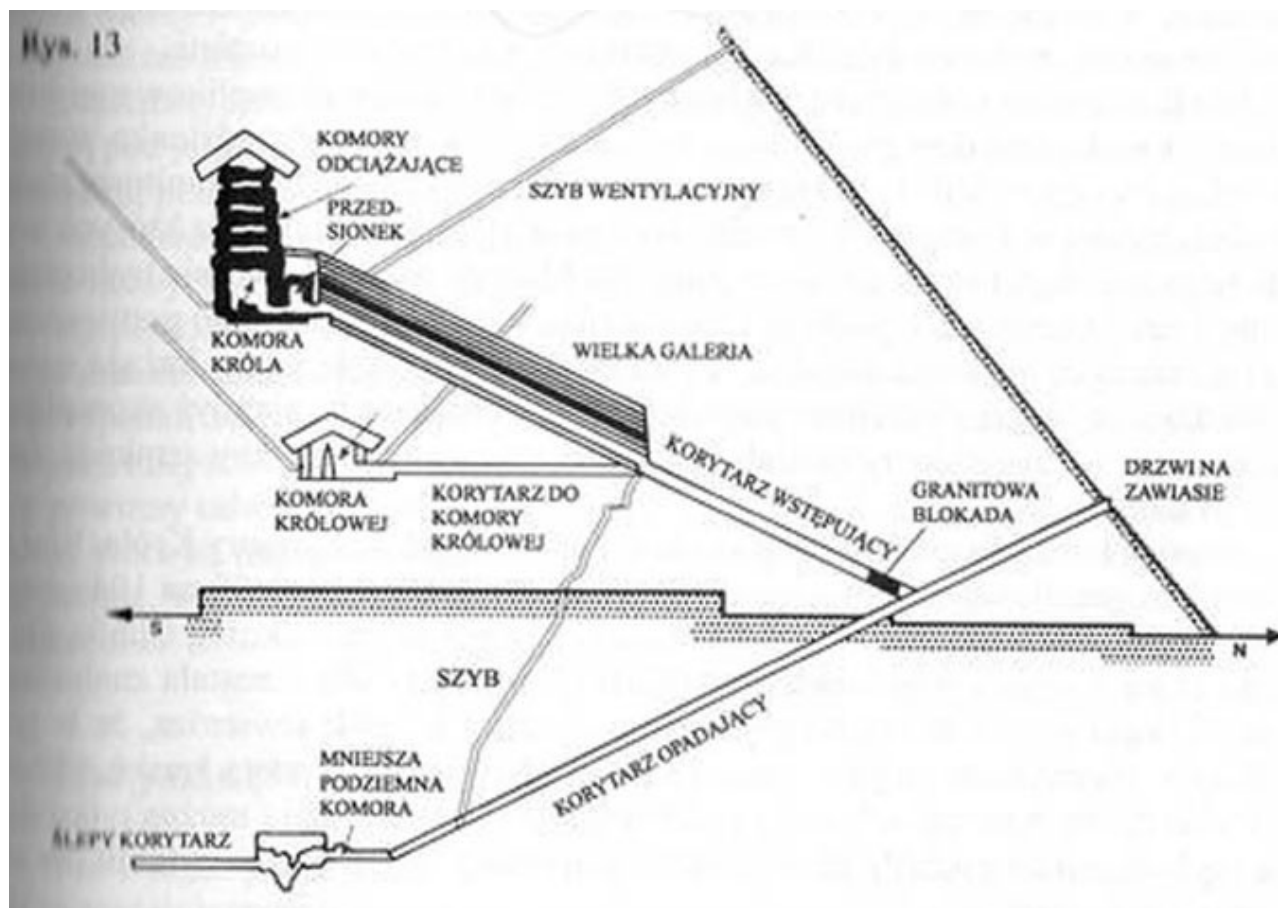 Rys. 13
KOMORY
ODCIĄŻAJĄCE
PRZED-
SIONEK
SZYB WENTYLACYJNY
KOMORA
KRÓLA
WIELKA GALERIA
KOMORA
KRÓLOWEJ
KORYTARZ DO
KOMORY
KRÓLOWEJ
KORYTARZ WSTĘPUJĄCY
GRANITOWA
BLOKADA
DRZWI NA
ZAWIASIE
S
N
SZYB
KORYTARZ OPADAJĄCY
MNIEJSZA
PODZIEMNA
KOMORA
ŚLEPY KORYTARZ